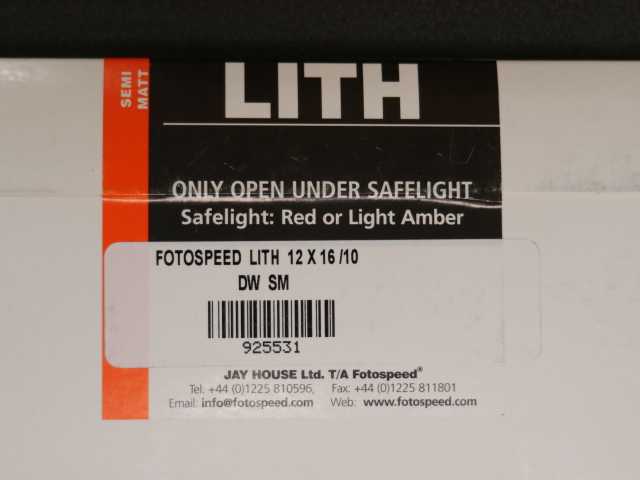 SEMI
MATT
LITH
ONLY OPEN UNDER SAFELIGHT
Safelight: Red or Light Amber
FOTOSPEED LITH 12 X 16 /10
DW SM
925531
JAY HOUSE Ltd. T/A Fotospeed®
Tel. +44 (0)1225 810596, Fax: +44 (0)1225 811801
Email: info@fotospeed.com Web: www.fotospeed.com